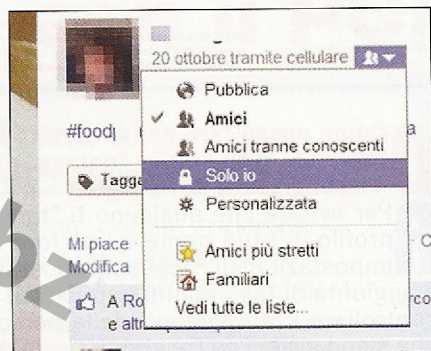 20 ottobre tramite cellulare
Pubblica
Amici
#food
Amici tranne conoscenti
Tagga
Solo io
Personalizzata
Mi piace
Amici più stretti
Modifica
Familiari
A Ro
e altr
Vedi tutte le liste...
bz